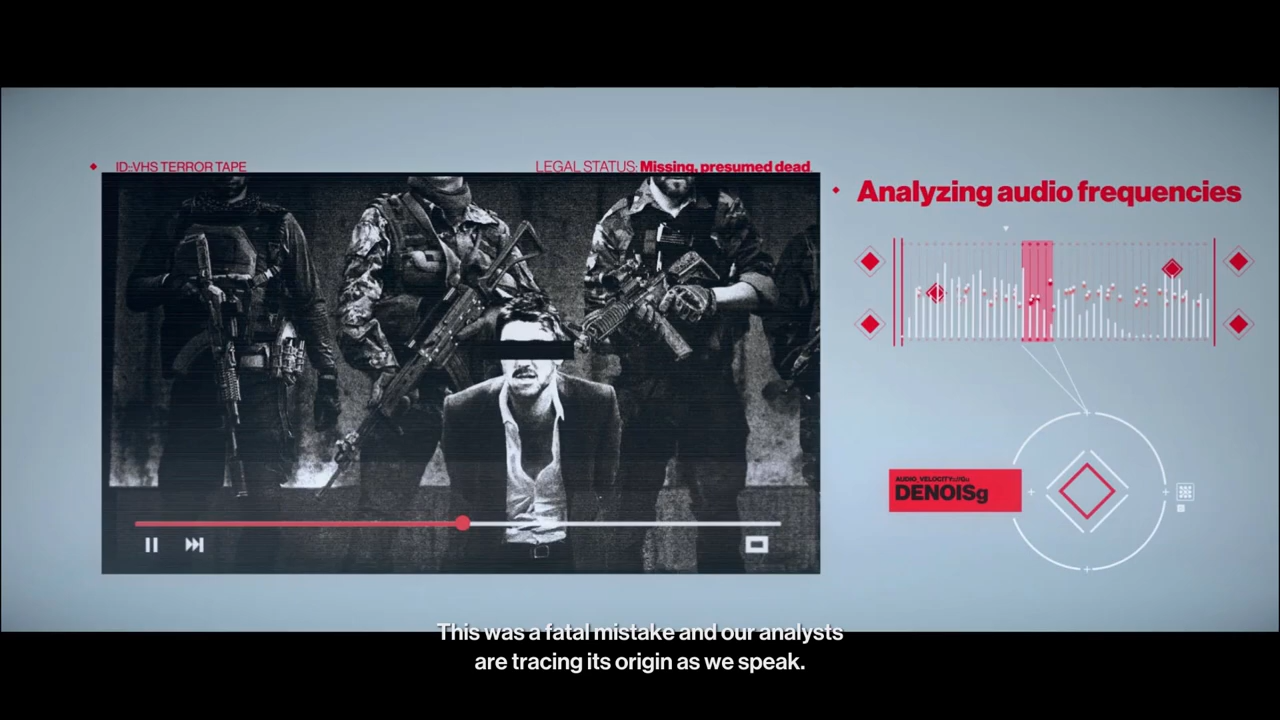 ID::VHS TERROR TAPE
LEGAL STATUS: Missing, presumed dead
Analyzing audio frequencies
DENOISg
This was a fatal mistake and our analysts
are tracing its origin as we speak.